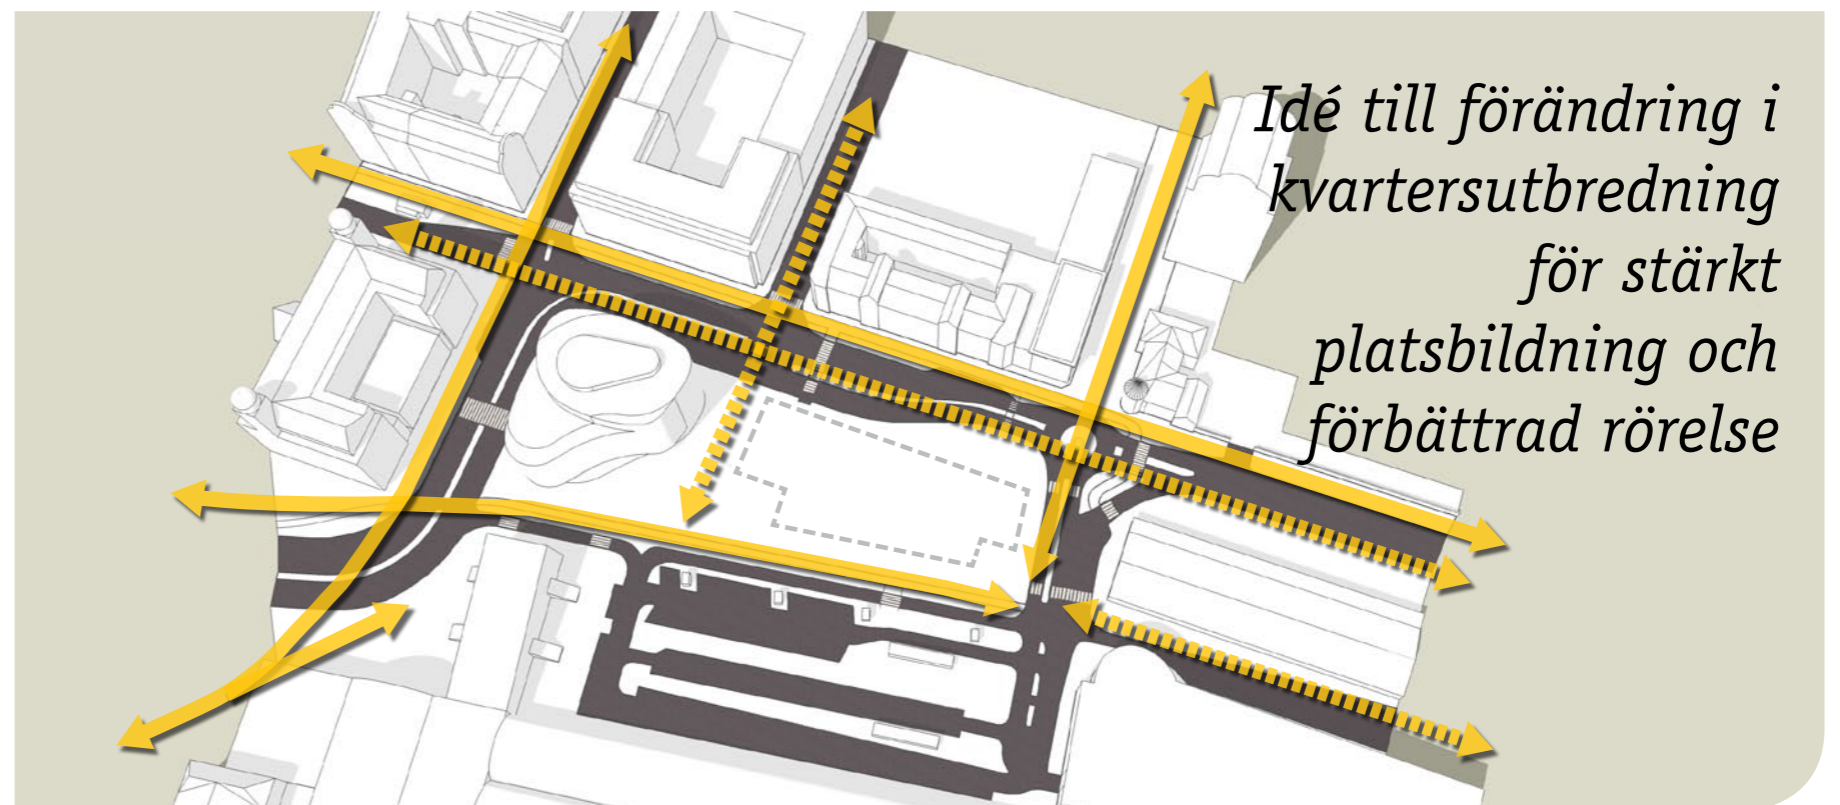 Idé till förändring i
kvartersutbredning
för stärkt
platsbildning och
förbättrad rörelse